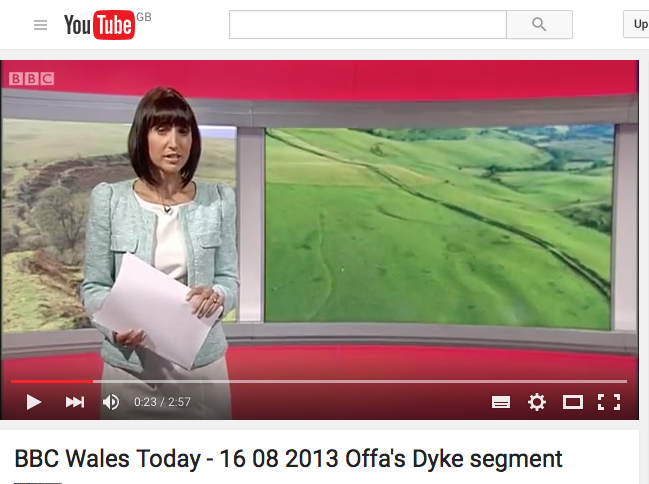 YouTube GB
Up
BBC
0:23 / 2:57
BBC Wales Today - 16 08 2013 Offa's Dyke segment